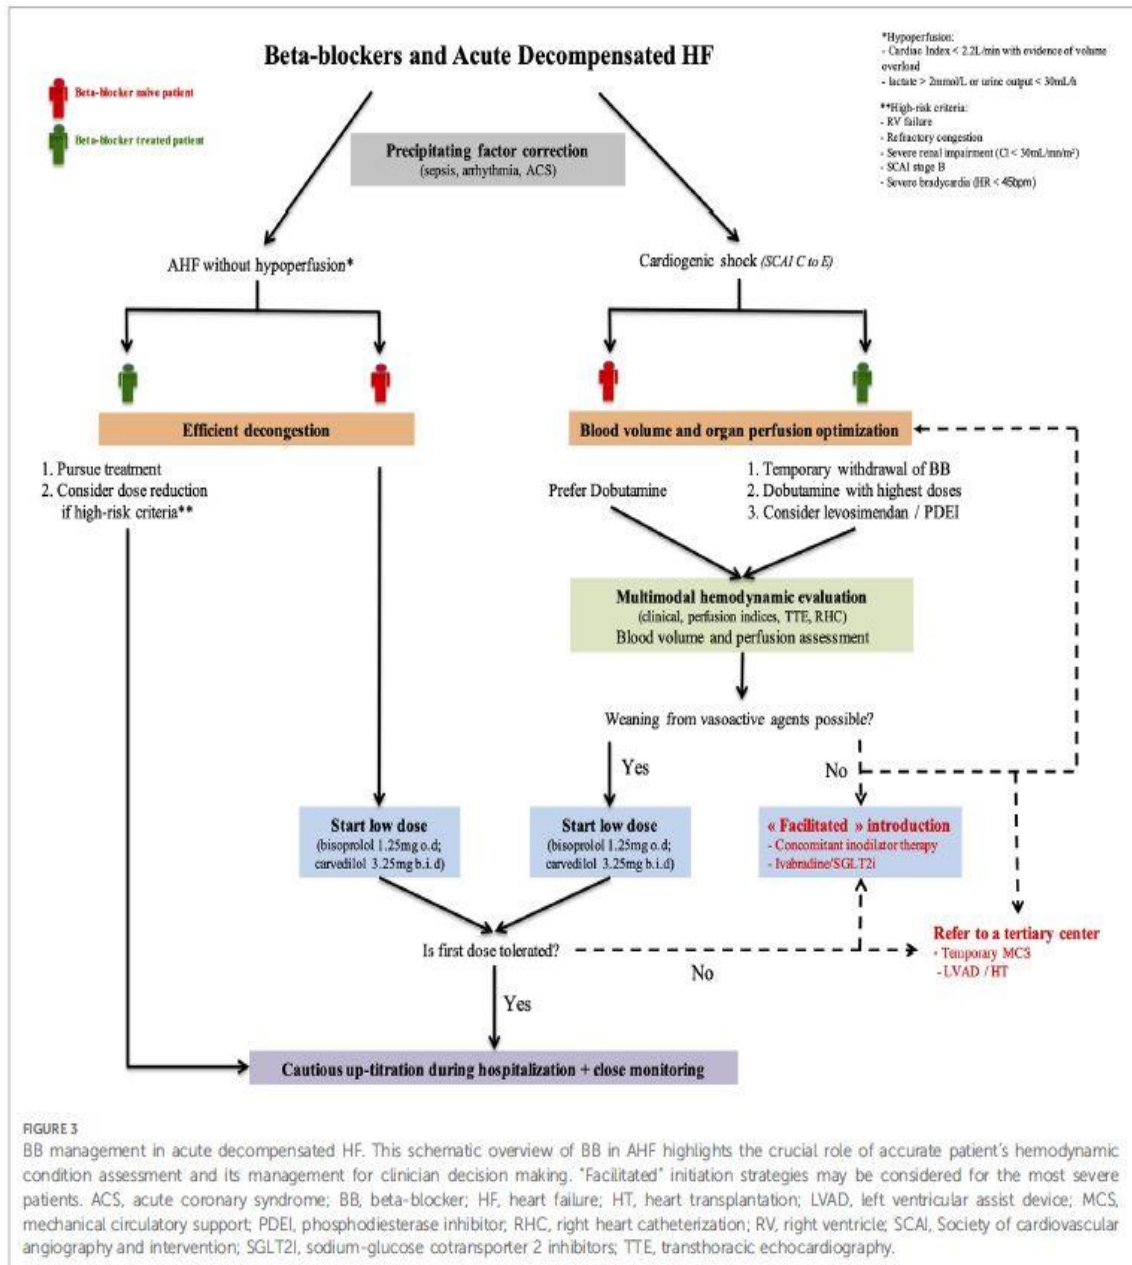 Beta-blockers and Acute Decompensated HF
*Hypoperfusion:
- Cardiac Index < 2.2L/min with evidence of volume
overload
- lactate > 2mmol/L or urine output < 30mL/h
**High-risk criteria:
- RV failure
- Refractory congestion
- Severe renal impairment (Cl < 30mL/mn/m²)
- SCAI stage B
- Severe bradycardia (HR < 45bpm)
Beta-blocker naive patient
Beta-blocker treated patient
Precipitating factor correction
(sepsis, arrhythmia, ACS)
AHF without hypoperfusion*
Cardiogenic shock (SCAI C to E)
Efficient decongestion
Blood volume and organ perfusion optimization
1. Pursue treatment
2. Consider dose reduction
if high-risk criteria**
Prefer Dobutamine
1. Temporary withdrawal of BB
2. Dobutamine with highest doses
3. Consider levosimendan / PDEI
Multimodal hemodynamic evaluation
(clinical, perfusion indices, TTE, RHC)
Blood volume and perfusion assessment
Weaning from vasoactive agents possible?
Yes
No
Start low dose
(bisoprolol 1.25mg o.d;
carvedilol 3.25mg b.i.d)
Start low dose
(bisoprolol 1.25mg o.d;
carvedilol 3.25mg b.i.d)
« Facilitated » introduction
- Concomitant inodilator therapy
- Ivabradine/SGLT2i
Is first dose tolerated?
No
Refer to a tertiary center
- Temporary MCS
- LVAD / HT
Yes
Cautious up-titration during hospitalization + close monitoring
FIGURE 3
BB management in acute decompensated HF. This schematic overview of BB in AHF highlights the crucial role of accurate patient's hemodynamic
condition assessment and its management for clinician decision making. "Facilitated" initiation strategies may be considered for the most severe
patients. ACS, acute coronary syndrome; BB, beta-blocker; HF, heart failure; HT, heart transplantation; LVAD, left ventricular assist device; MCS,
mechanical circulatory support; PDEI, phosphodiesterase inhibitor; RHC, right heart catheterization; RV, right ventricle; SCAI, Society of cardiovascular
angiography and intervention; SGLT2I, sodium-glucose cotransporter 2 inhibitors; TTE, transthoracic echocardiography.